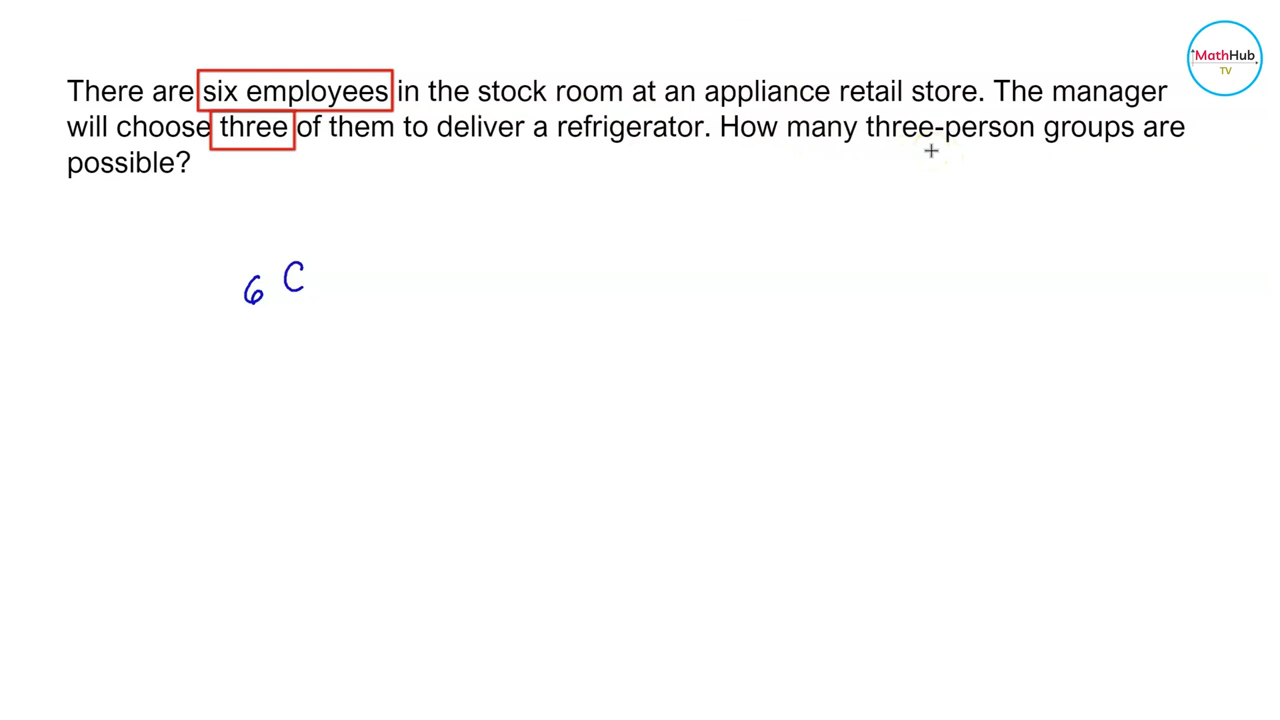 MathHub
TV
There are six employees in the stock room at an appliance retail store. The manager
will choose three of them to deliver a refrigerator. How many three-person groups are
possible?
6 C